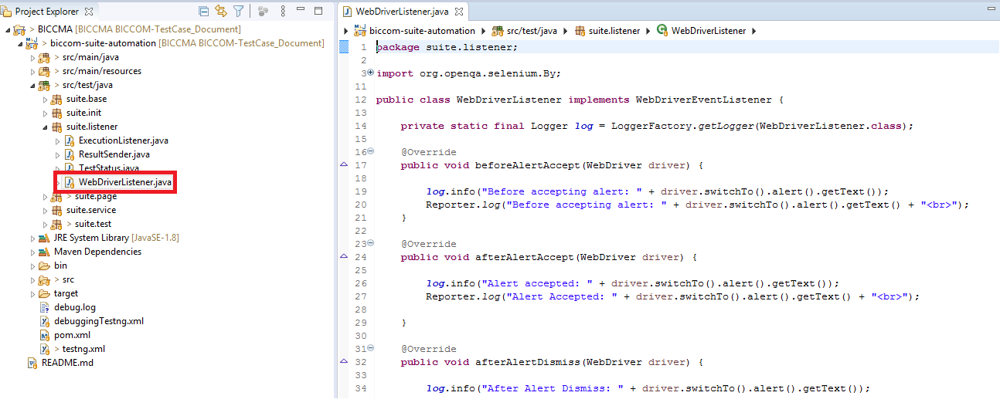 Project Explorer
BICCMA [BICCMA BICCOM-TestCase_Document]
> biccom-suite-automation [BICCMA BICCOM-TestCase_Document]
> src/main/java
> src/main/resources
> src/test/java
suite.base
suite.init
suite.listener
ExecutionListener.java
ResultSender.java
TestStatus.java
WebDriverListener.java
> suite.page
suite.service
> suite.test
JRE System Library [JavaSE-1.8]
Maven Dependencies
bin
> src
target
debug.log
debuggingTestng.xml
pom.xml
> testng.xml
README.md
WebDriverListener.java
biccom-suite-automation src/test/java suite.listener WebDriverListener
1 package suite.listener;
2
3 import org.openqa.selenium.By;
11
12 public class WebDriverListener implements WebDriverEventListener {
13
14 private static final Logger log = LoggerFactory.getLogger(WebDriverListener.class);
15
16 @Override
17 public void beforeAlertAccept(WebDriver driver) {
18
19 log.info("Before accepting alert: " + driver.switchTo().alert().getText());
20 Reporter.log("Before accepting alert: " + driver.switchTo().alert().getText() + "<br>");
21 }
22
23 @Override
24 public void afterAlertAccept(WebDriver driver) {
25
26 log.info("Alert accepted: " + driver.switchTo().alert().getText());
27 Reporter.log("Alert Accepted: " + driver.switchTo().alert().getText() + "<br>");
28
29 }
30
31 @Override
32 public void afterAlertDismiss(WebDriver driver) {
33
34 log.info("After Alert Dismiss: " + driver.switchTo().alert().getText());